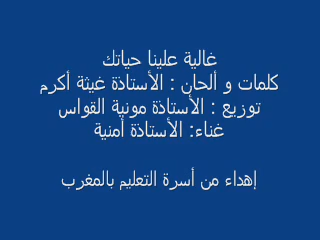 غالية علينا حياتك
كلمات و ألحان : الأستاذة غيثة أكرم
توزيع : الأستاذة مونية القواس
غناء: الأستاذة أمنية
إهداء من أسرة التعليم بالمغرب